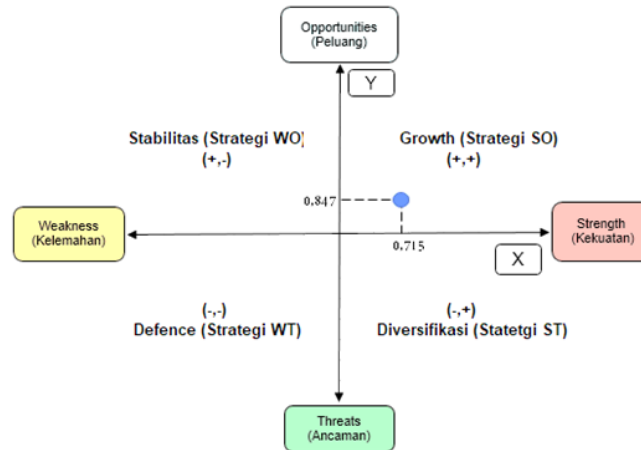 Opportunities
(Peluang)
Y
Stabilitas (Strategi WO)
(+,-)
Growth (Strategi SO)
(+,+)
0.847
Weakness
(Kelemahan)
Strength
(Kekuatan)
0.715
X
(-,-)
Defence (Strategi WT)
(-,+)
Diversifikasi (Statetgi ST)
Threats
(Ancaman)